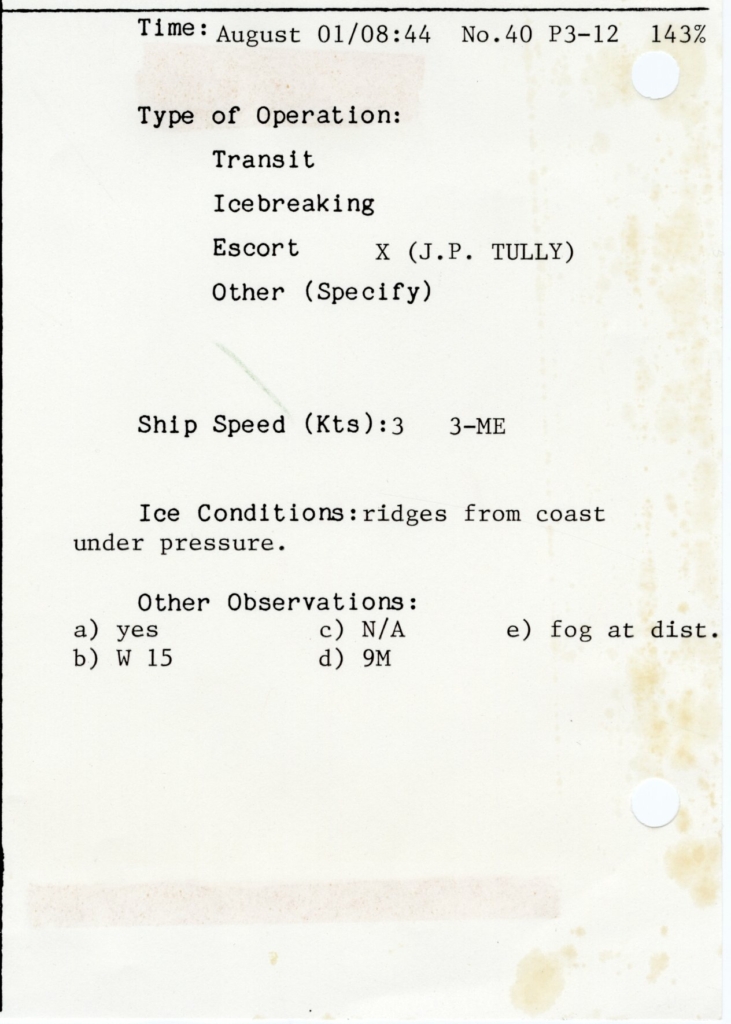 Time: August 01/08:44 No.40 P3-12 143%
Type of Operation:
Transit
Icebreaking
Escort X (J.P. TULLY)
Other (Specify)
Ship Speed (Kts):3 3-ME
Ice Conditions:ridges from coast
under pressure.
Other Observations:
a) yes c) N/A e) fog at dist.
b) W 15 d) 9M